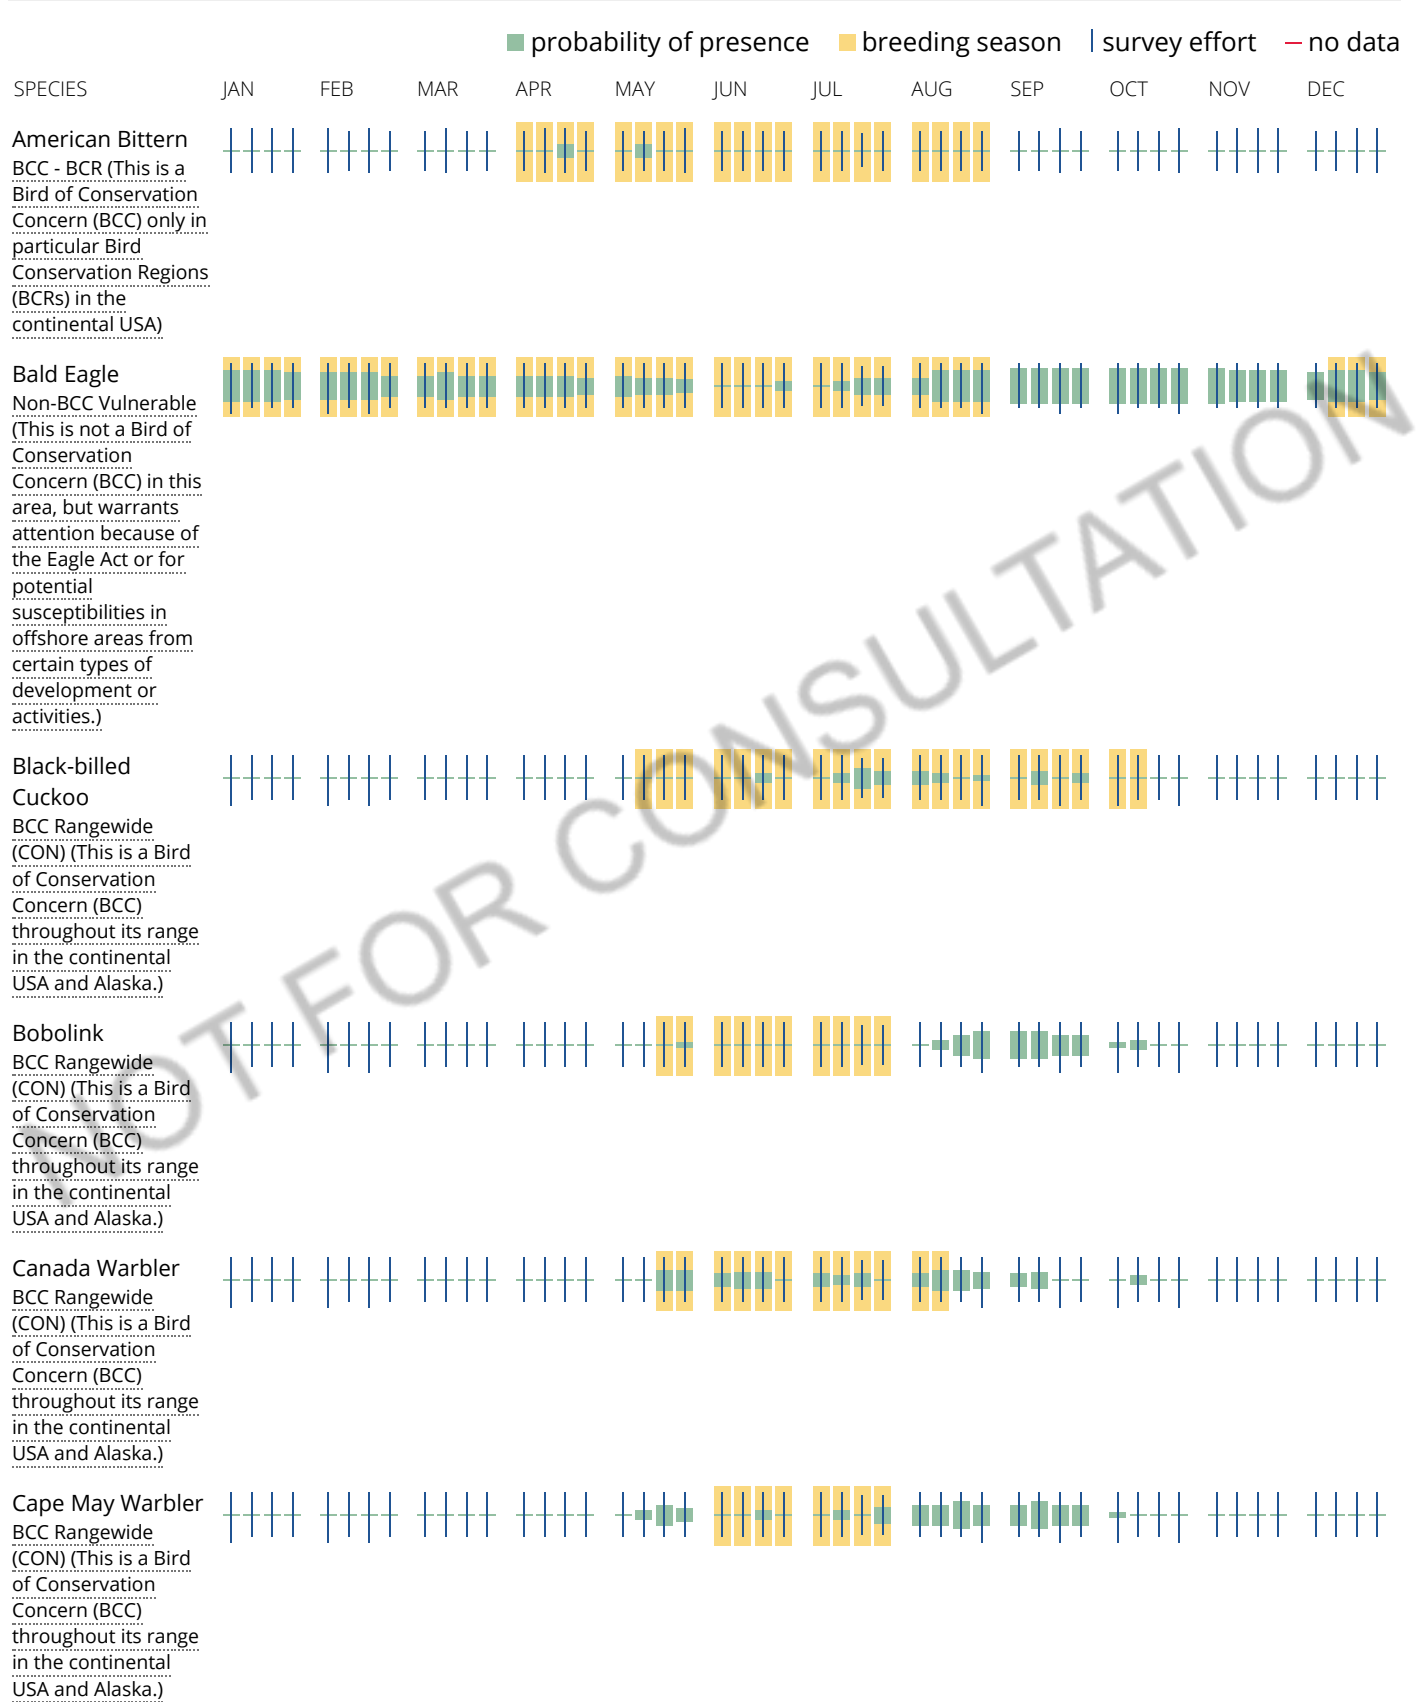 probability of presence breeding season survey effort no data
SPECIES JAN FEB MAR APR MAY JUN JUL AUG SEP OCT NOV DEC
American Bittern
BCC - BCR (This is a
Bird of Conservation
Concern (BCC) only in
particular Bird
Conservation Regions
(BCRs) in the
continental USA)
Bald Eagle
Non-BCC Vulnerable
(This is not a Bird of
Conservation
Concern (BCC) in this
area, but warrants
attention because of
the Eagle Act or for
potential
susceptibilities in
offshore areas from
certain types of
development or
activities.)
Black-billed
Cuckoo
BCC Rangewide
(CON) (This is a Bird
of Conservation
Concern (BCC)
throughout its range
in the continental
USA and Alaska.)
Bobolink
BCC Rangewide
(CON) (This is a Bird
of Conservation
Concern (BCC)
throughout its range
in the continental
USA and Alaska.)
Canada Warbler
BCC Rangewide
(CON) (This is a Bird
of Conservation
Concern (BCC)
throughout its range
in the continental
USA and Alaska.)
Cape May Warbler
BCC Rangewide
(CON) (This is a Bird
of Conservation
Concern (BCC)
throughout its range
in the continental
USA and Alaska.)
NOT FOR CONSULTATION